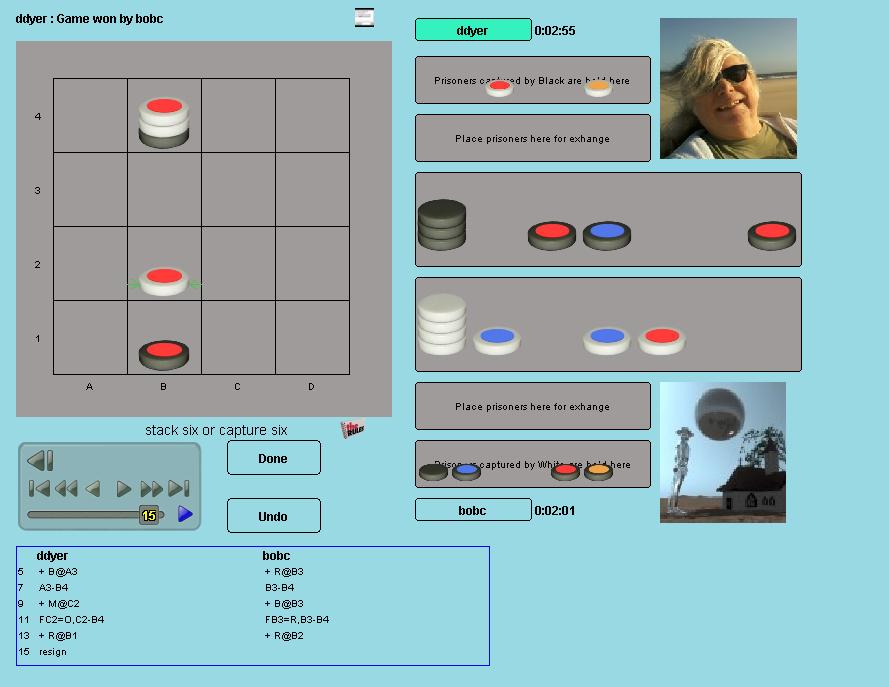 ddyer : Game won by bobc
4
3
2
1
A B C D
stack six or capture six
the RULES
Done
Undo
15
ddyer 0:02:55
Prisoners captured by Black are held here
Place prisoners here for exhange
Place prisoners here for exhange
Prisoners captured by White are held here
bobc 0:02:01
ddyer bobc
5 + B@A3 + R@B3
7 A3-B4 B3-B4
9 + M@C2 + B@B3
11 FC2=O,C2-B4 FB3=R,B3-B4
13 + R@B1 + R@B2
15 resign